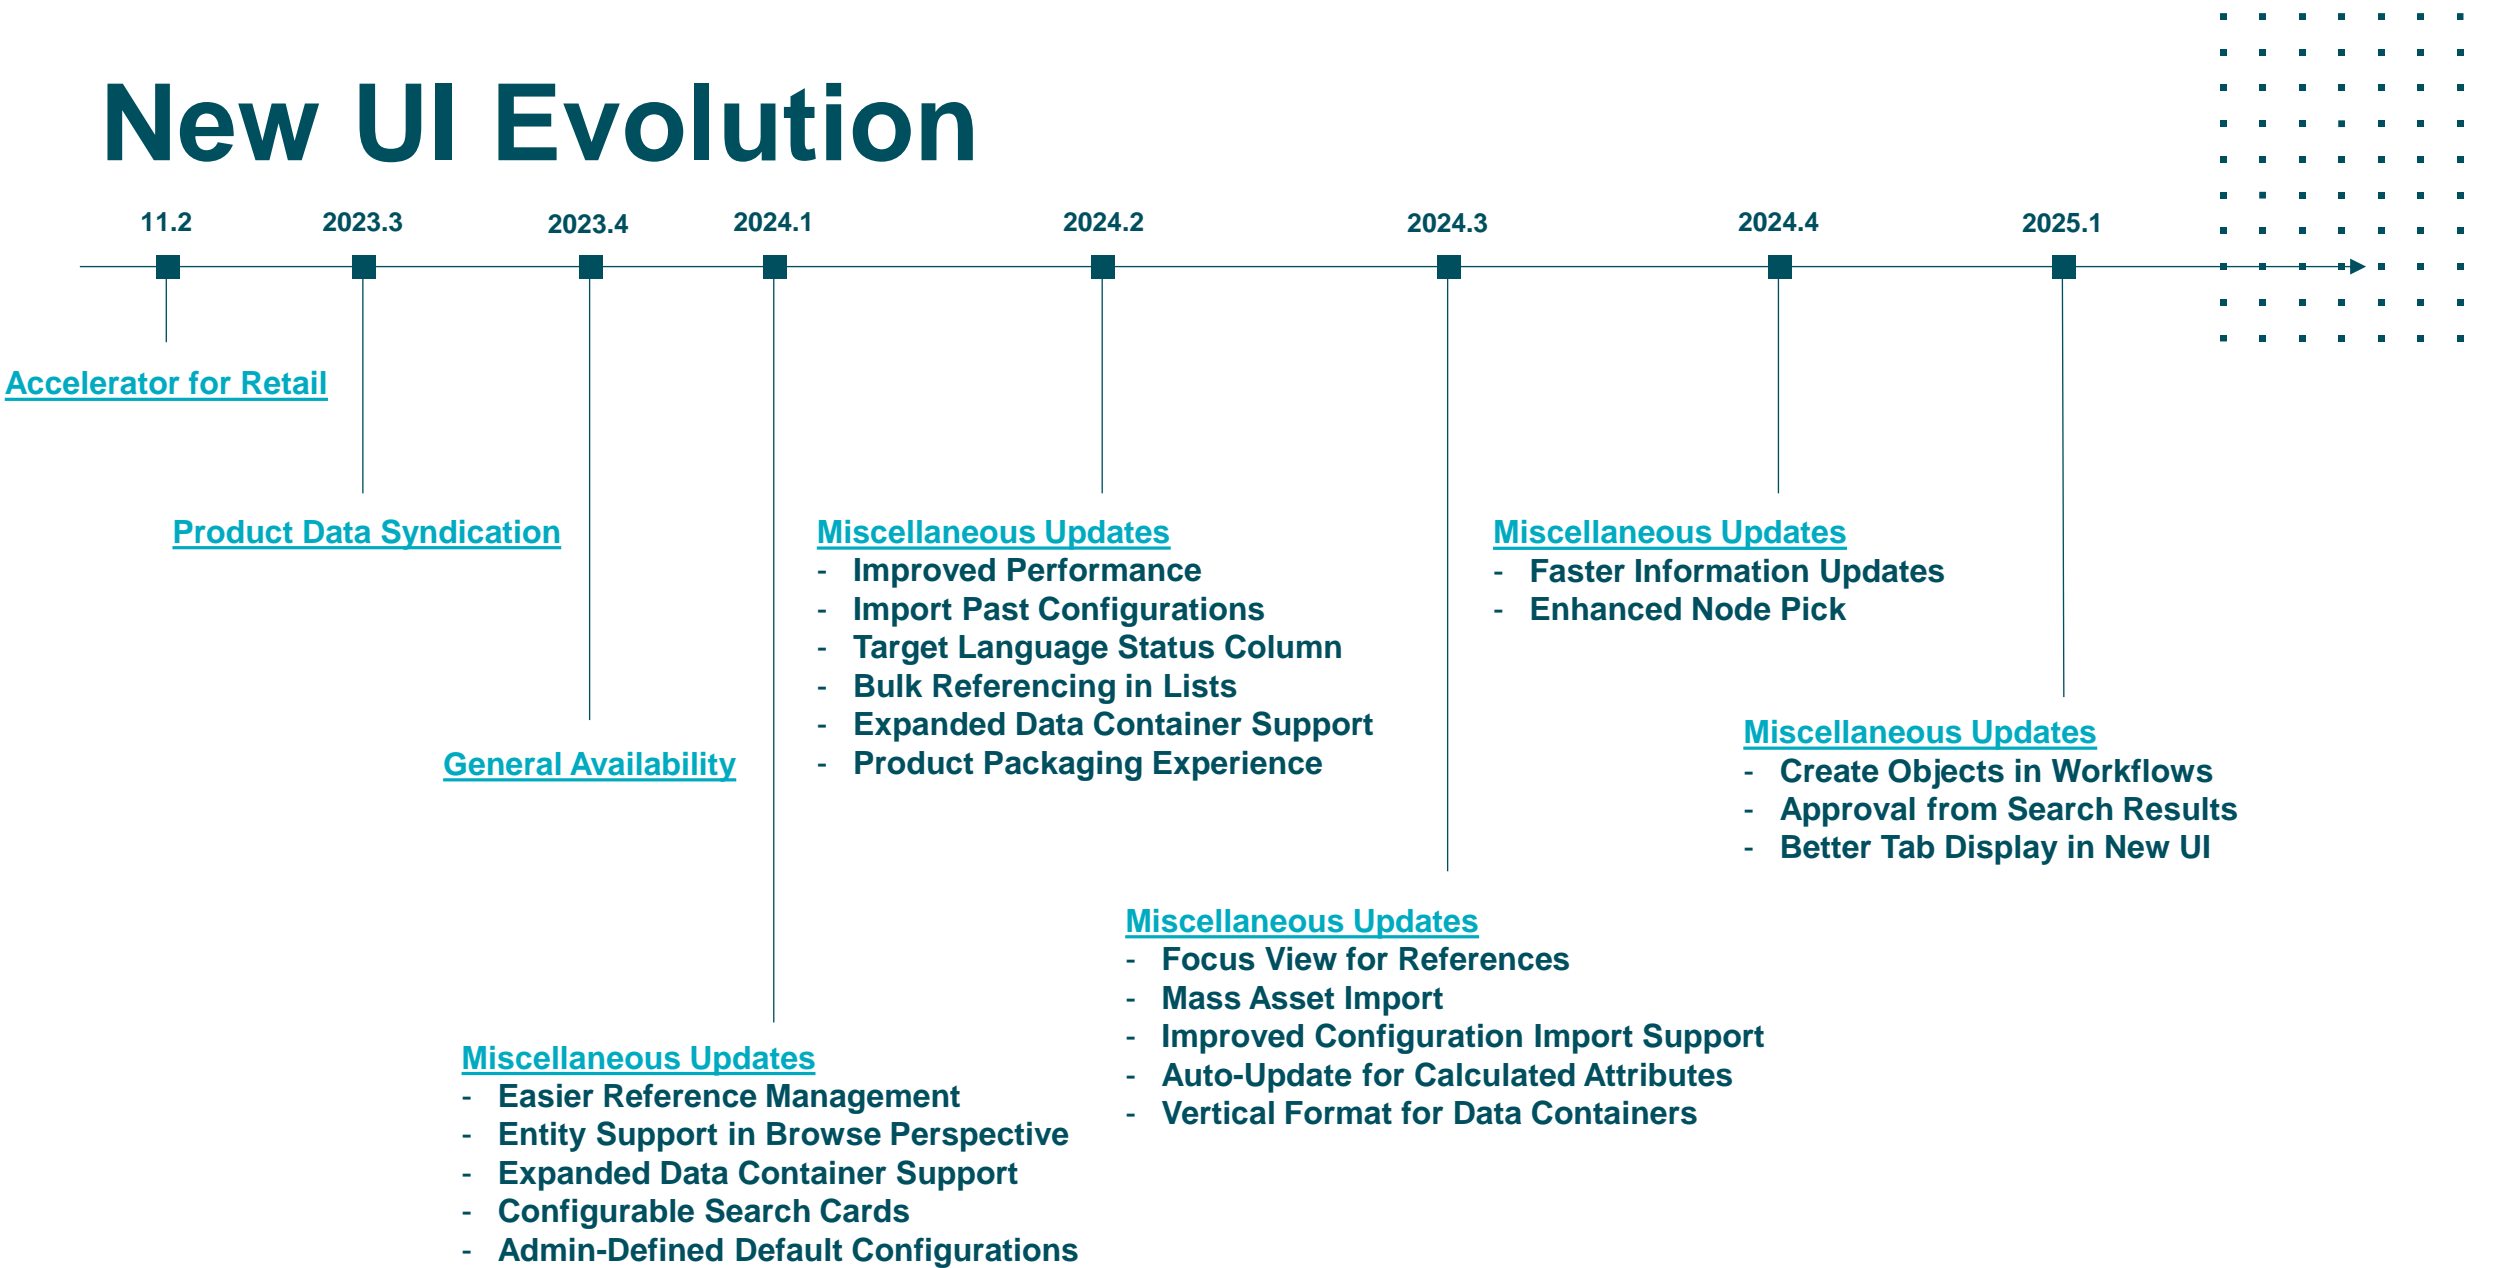 New UI Evolution
11.2
2023.3
2023.4
2024.1
2024.2
2024.3
2024.4
2025.1
Accelerator for Retail
Product Data Syndication
General Availability
Miscellaneous Updates
- Easier Reference Management
- Entity Support in Browse Perspective
- Expanded Data Container Support
- Configurable Search Cards
- Admin-Defined Default Configurations
Miscellaneous Updates
- Improved Performance
- Import Past Configurations
- Target Language Status Column
- Bulk Referencing in Lists
- Expanded Data Container Support
- Product Packaging Experience
Miscellaneous Updates
- Focus View for References
- Mass Asset Import
- Improved Configuration Import Support
- Auto-Update for Calculated Attributes
- Vertical Format for Data Containers
Miscellaneous Updates
- Faster Information Updates
- Enhanced Node Pick
Miscellaneous Updates
- Create Objects in Workflows
- Approval from Search Results
- Better Tab Display in New UI